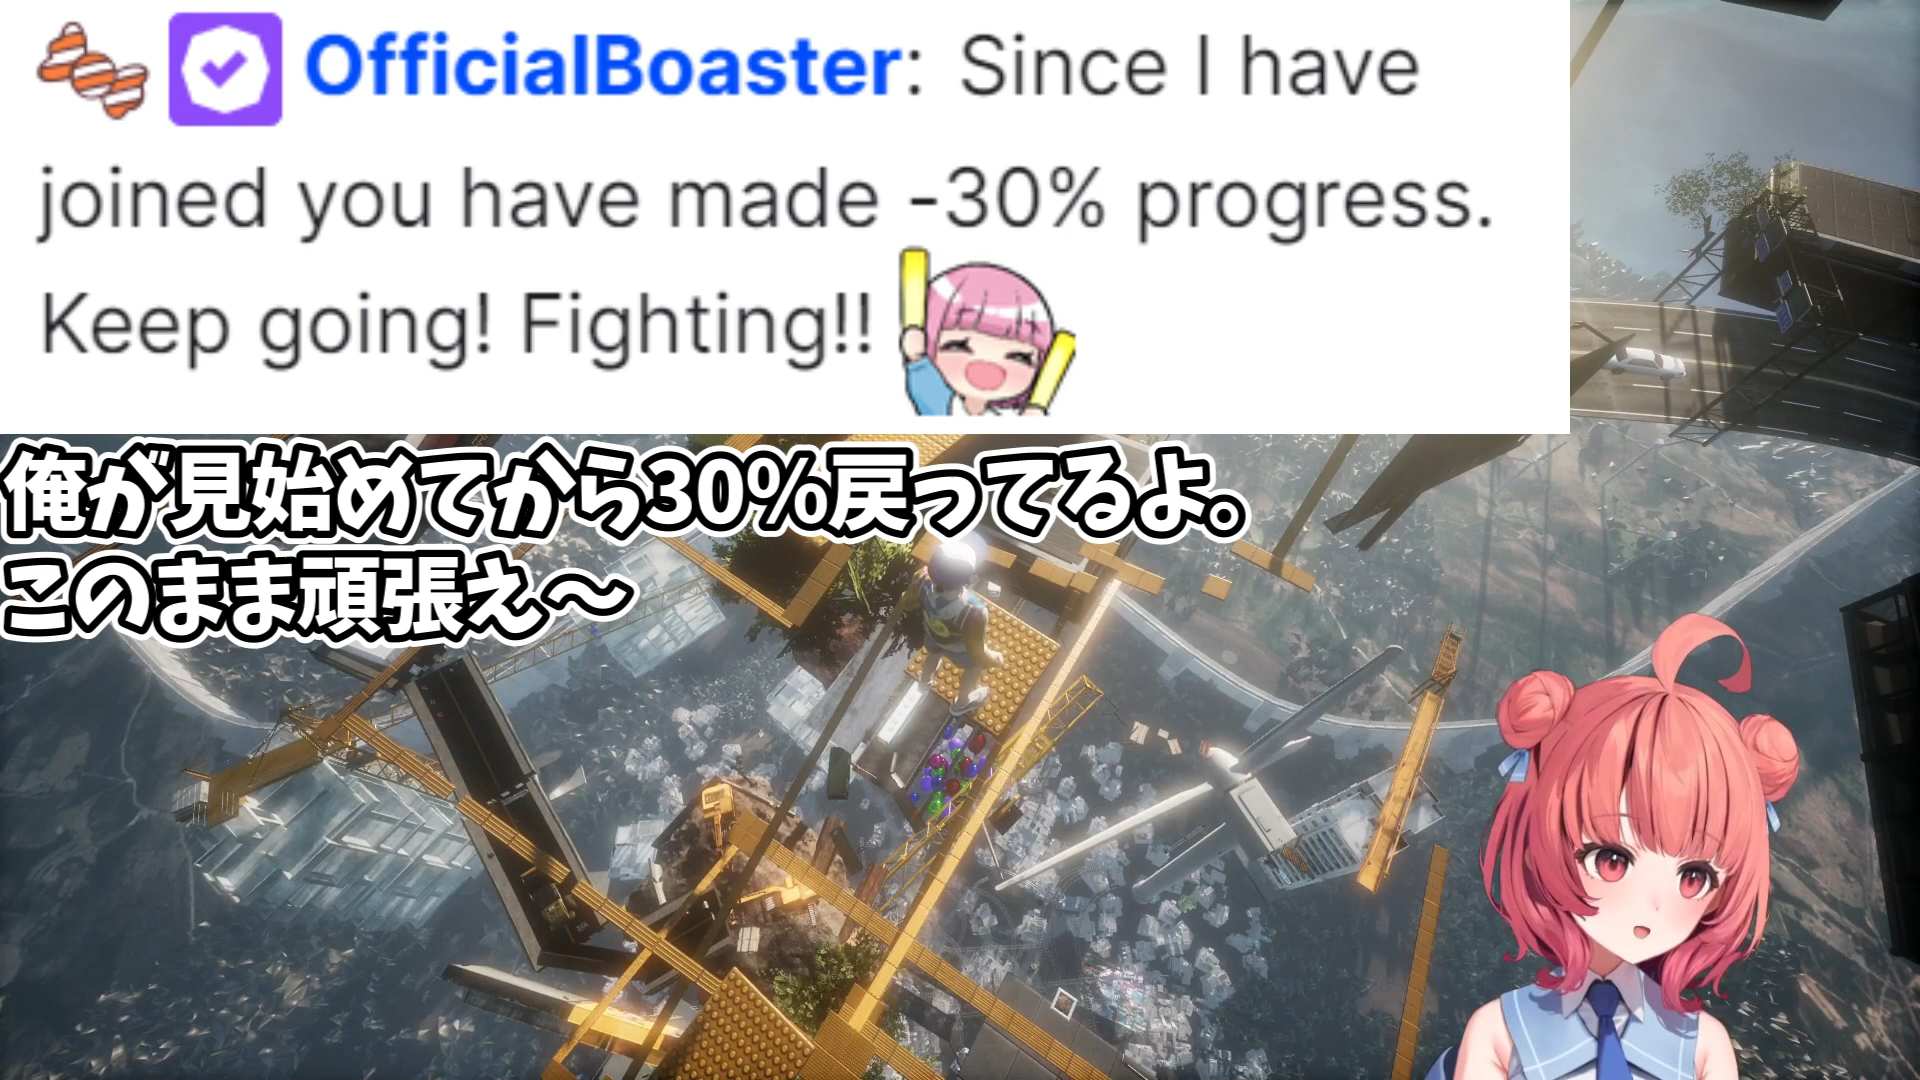 OfficialBoaster: Since I have
joined you have made -30% progress.
Keep going! Fighting!!
俺が見始めてから30%戻ってるよ。
このまま頑張え～